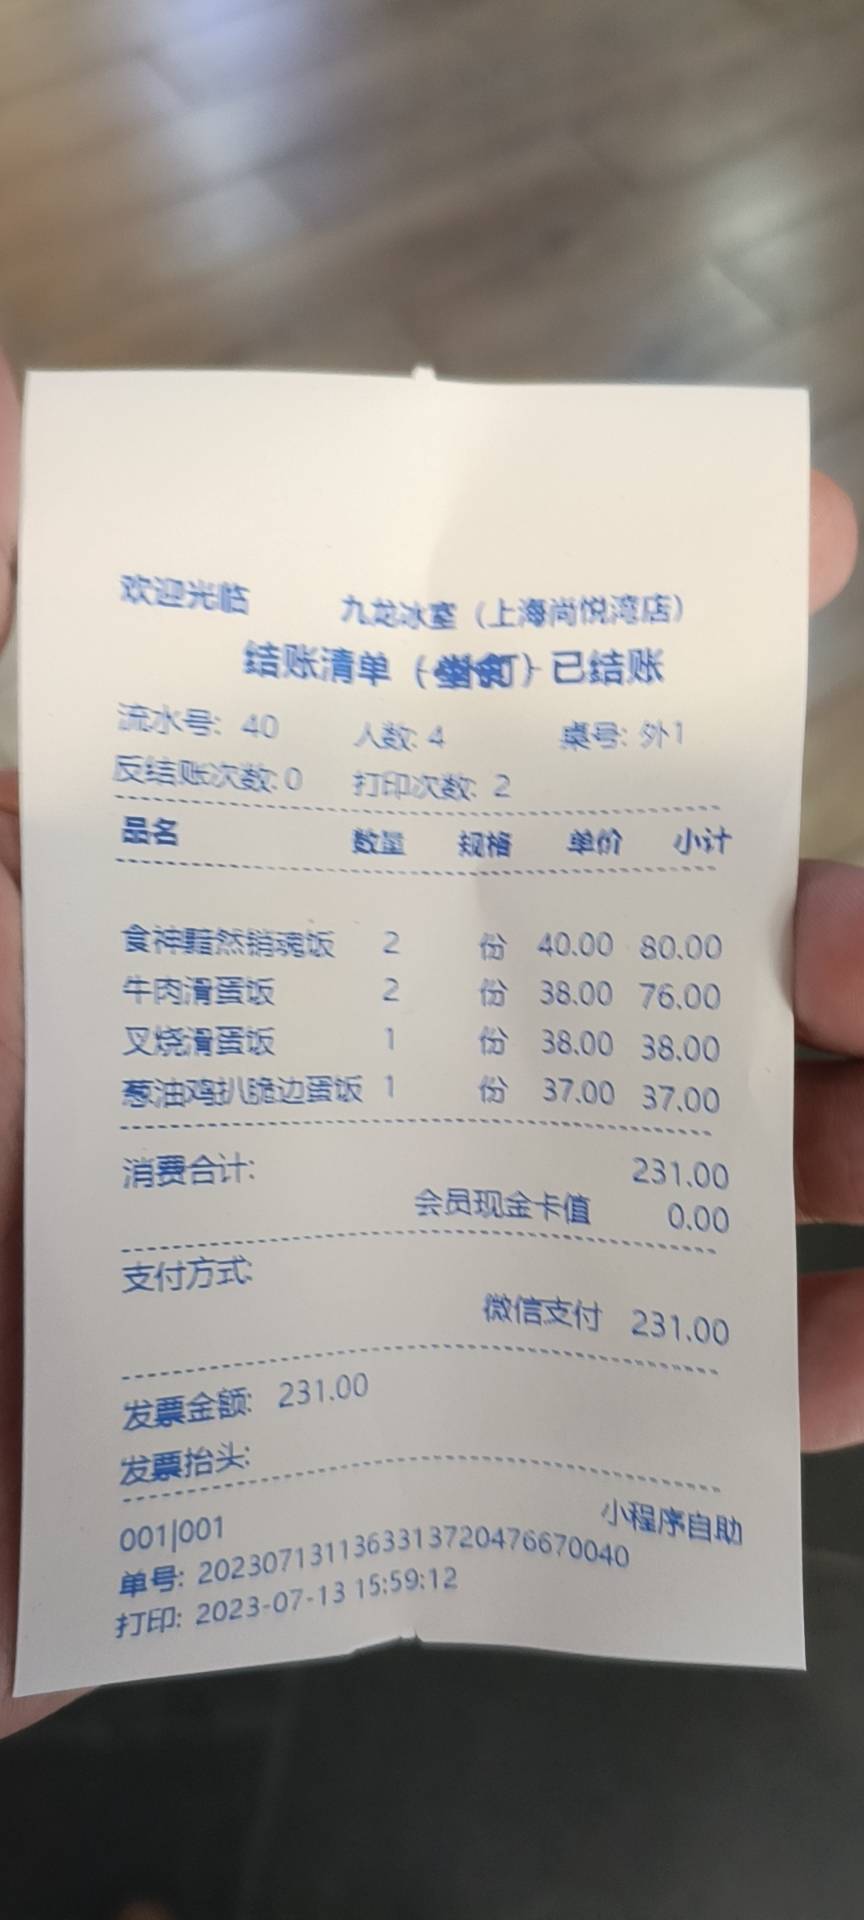 欢迎光临 九龙冰室（上海尚悦湾店）
结账清单 已结账
流水号: 40 人数: 4 桌号: 外1
反结账次数: 0 打印次数: 2
品名 数量 规格 单价 小计
食神黯然销魂饭 2 份 40.00 80.00
牛肉滑蛋饭 2 份 38.00 76.00
叉烧滑蛋饭 1 份 38.00 38.00
葱油鸡扒脆边蛋饭 1 份 37.00 37.00
消费合计: 231.00
会员现金卡值 0.00
支付方式:
微信支付 231.00
发票金额: 231.00
发票抬头:
001|001 小程序自助
单号: 20230713113633137204766​70040
打印: 2023-07-13 15:59:12